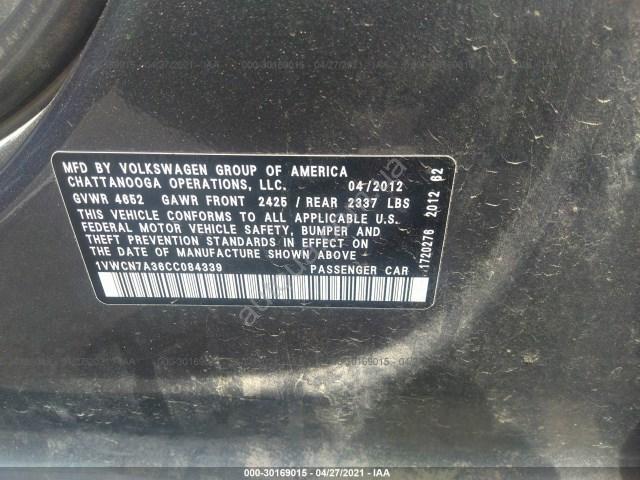 MFD BY VOLKSWAGEN GROUP OF AMERICA
CHATTANOOGA OPERATIONS, LLC. 04/2012
GVWR 4652 GAWR FRONT 2425 / REAR 2337 LBS
THIS VEHICLE CONFORMS TO ALL APPLICABLE U.S.
FEDERAL MOTOR VEHICLE SAFETY, BUMPER AND
THEFT PREVENTION STANDARDS IN EFFECT ON
THE DATE OF MANUFACTURE SHOWN ABOVE.
1VWCN7A36CC084339 PASSENGER CAR
1720276 2012 62
000-30169015 / 04/27/2021 - IAA